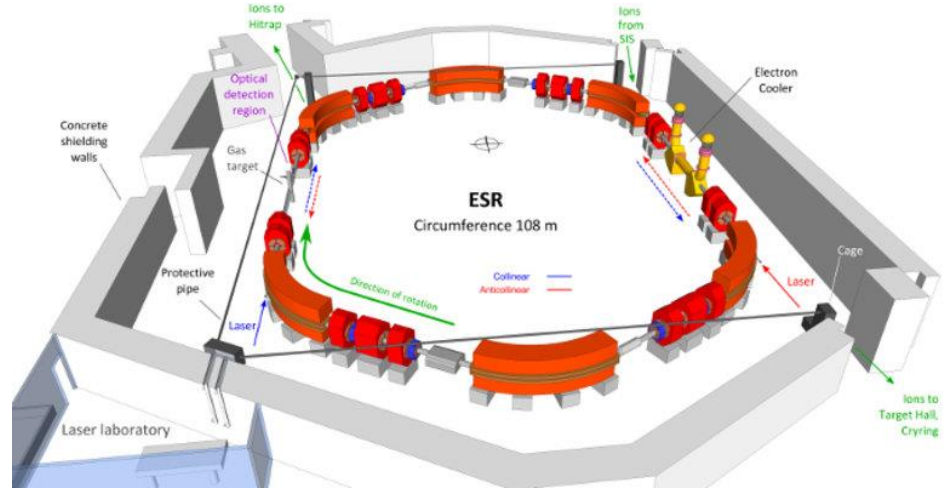 Ions to
Hitrap
Ions
from
SIS
Optical
detection
region
Electron
Cooler
Concrete
shielding
walls
Gas
target
ESR
Circumference 108 m
Cage
Protective
pipe
Direction of rotation
Collinear
Anticollinear
Laser
Laser
Ions to
Target Hall,
Cryring
Laser laboratory